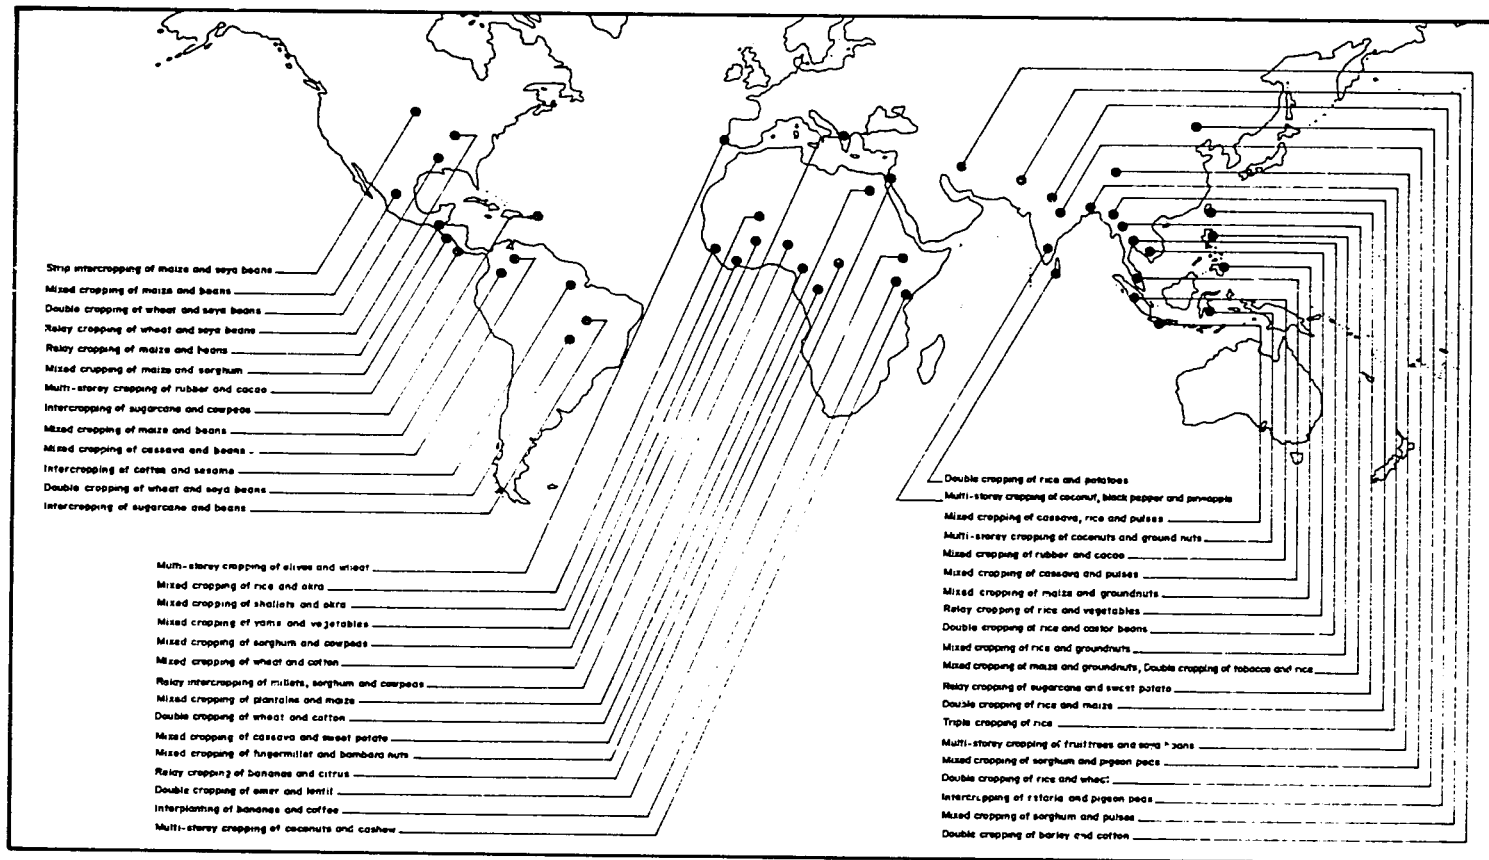 Strip intercropping of maize and soya beans
Mixed cropping of maize and beans
Double cropping of wheat and soya beans
Relay cropping of wheat and soya beans
Relay cropping of maize and beans
Mixed cropping of maize and sorghum
Multi-storey cropping of rubber and cacao
Intercropping of sugarcane and cowpeas
Mixed cropping of maize and beans
Mixed cropping of cassava and beans
Intercropping of coffee and sesame
Double cropping of wheat and soya beans
Intercropping of sugarcane and beans
Multi-storey cropping of olives and wheat
Mixed cropping of rice and okra
Mixed cropping of shallots and okra
Mixed cropping of yams and vegetables
Mixed cropping of sorghum and cowpeas
Mixed cropping of wheat and cotton
Relay intercropping of millets, sorghum and cowpeas
Mixed cropping of plantains and maize
Double cropping of wheat and cotton
Mixed cropping of cassava and sweet potato
Mixed cropping of fingermillet and bambara nuts
Relay cropping of bananas and citrus
Double cropping of emer and lentil
Interplanting of bananas and coffee
Multi-storey cropping of coconuts and cashew
Double cropping of rice and potatoes
Multi-storey cropping of coconut, black pepper and pineapple
Mixed cropping of cassava, rice and pulses
Multi-storey cropping of coconuts and ground nuts
Mixed cropping of rubber and cacao
Mixed cropping of cassava and pulses
Mixed cropping of maize and groundnuts
Relay cropping of rice and vegetables
Double cropping of rice and castor beans
Mixed cropping of rice and groundnuts
Mixed cropping of maize and groundnuts, Double cropping of tobacco and rice
Relay cropping of sugarcane and sweet potato
Double cropping of rice and maize
Triple cropping of rice
Multi-storey cropping of fruittrees and soya beans
Mixed cropping of sorghum and pigeon peas
Double cropping of rice and wheat
Intercropping of and pigeon peas
Mixed cropping of sorghum and pulses
Double cropping of barley and cotton